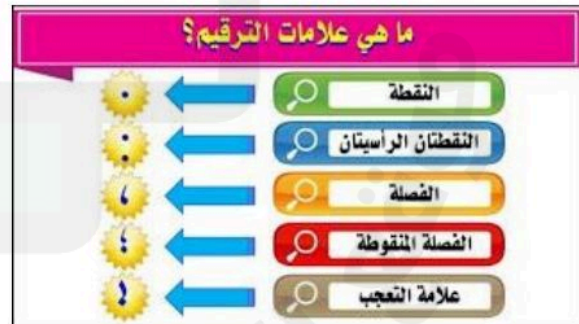 ما هي علامات الترقيم؟
النقطة .
النقطتان الرأسيتان :
الفصلة ،
الفصلة المنقوطة ؛
علامة التعجب !